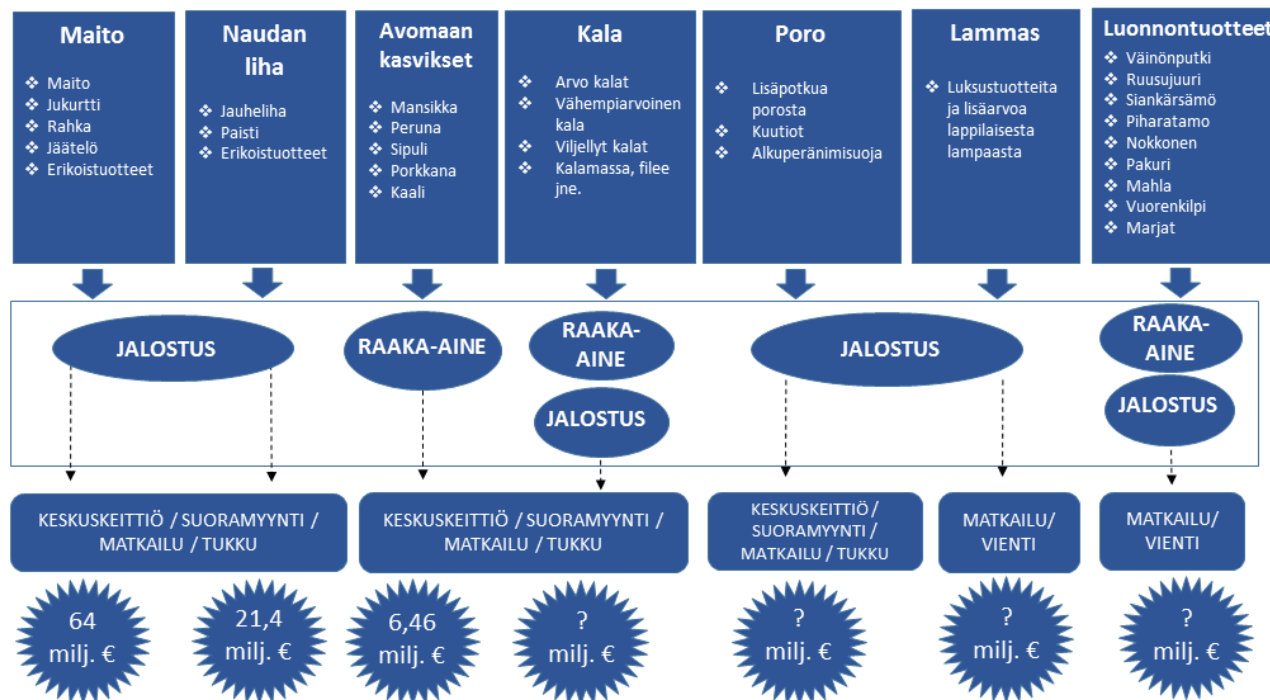 Maito
Maito
Jukurtti
Rahka
Jäätelö
Erikoistuotteet
Naudan
liha
Jauheliha
Paisti
Erikoistuotteet
Avomaan
kasvikset
Mansikka
Peruna
Sipuli
Porkkana
Kaali
Kala
Arvo kalat
Vähempiarvoinen
kala
Viljellyt kalat
Kalamassa, filee
jne.
Poro
Lisäpotkua
porosta
Kuutiot
Alkuperänimisuoja
Lammas
Luksustuotteita
ja lisäarvoa
lappilaisesta
lampaasta
Luonnontuotteet
Väinönputki
Ruusujuuri
Siankärsämö
Piharatamo
Nokkonen
Pakuri
Mahla
Vuorenkilpi
Marjat
JALOSTUS
RAAKA-AINE
RAAKA-
AINE
JALOSTUS
JALOSTUS
RAAKA-
AINE
JALOSTUS
KESKUSKEITTIÖ / SUORAMYYNTI /
MATKAILU / TUKKU
KESKUSKEITTIÖ / SUORAMYYNTI /
MATKAILU / TUKKU
KESKUSKEITTIÖ/
SUORAMYYNTI/
MATKAILU/ TUKKU
MATKAILU/
VIENTI
MATKAILU/
VIENTI
64
milj. €
21,4
milj. €
6,46
milj. €
?
milj. €
?
milj. €
?
milj. €
?
milj. €